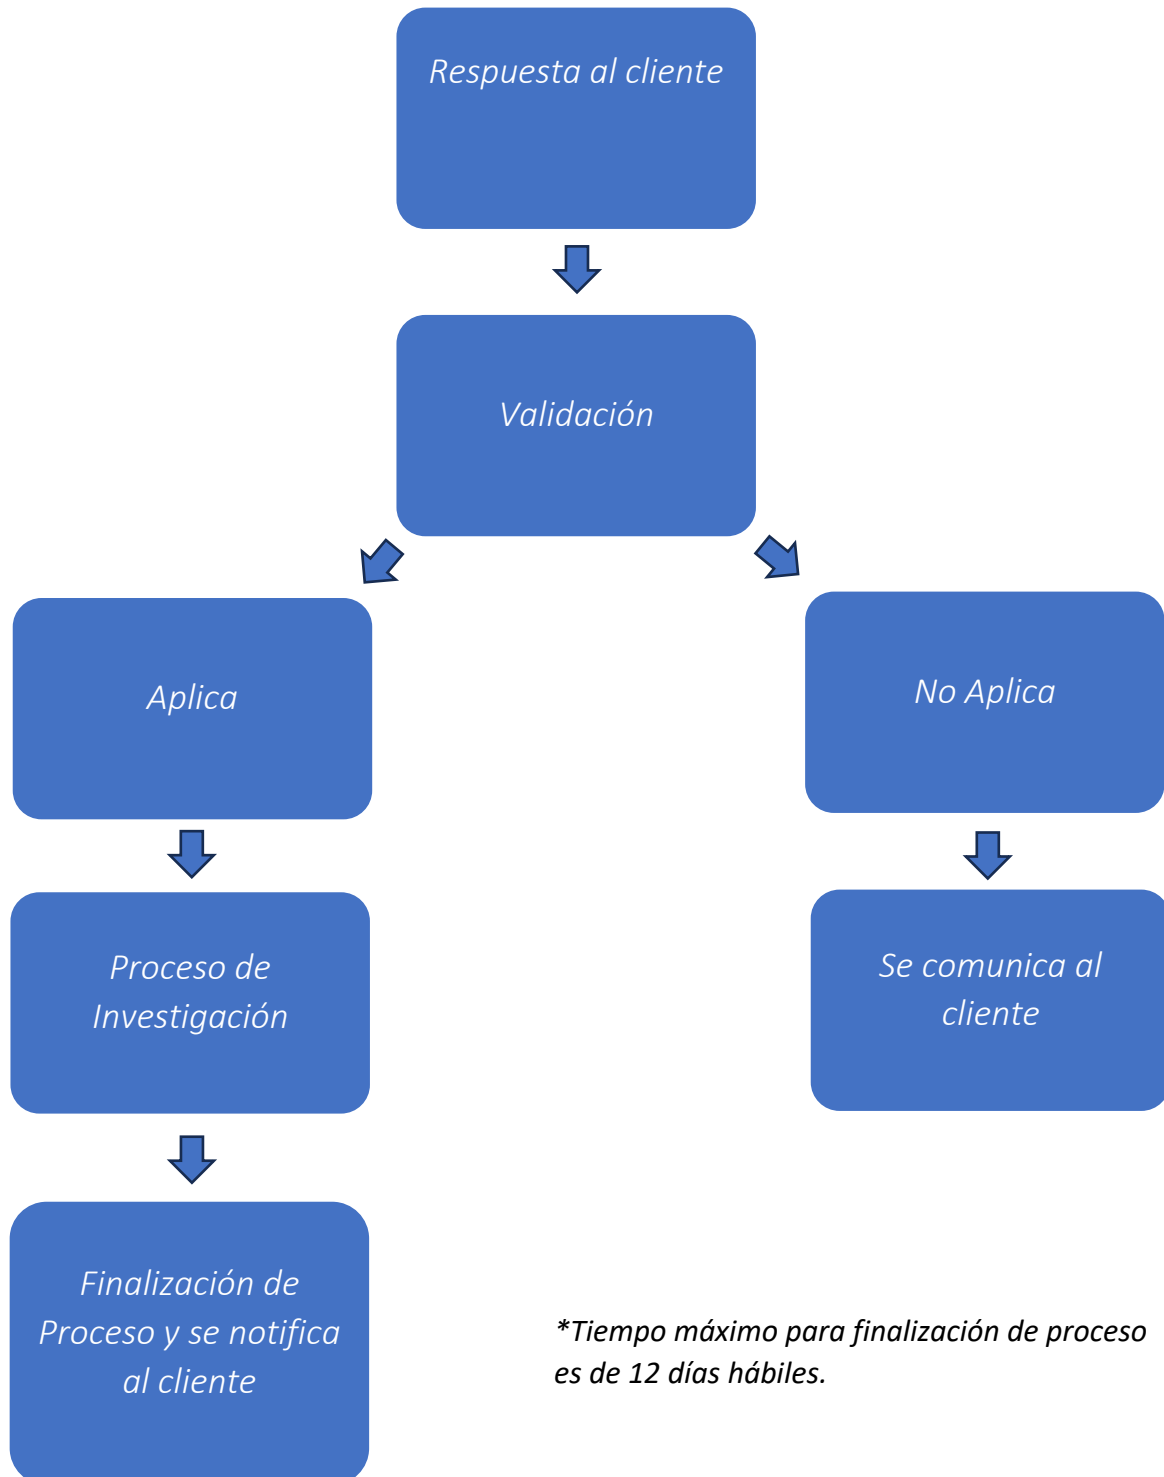 Respuesta al cliente
Validación
Aplica
No Aplica
Proceso de
Investigación
Se comunica al
cliente
Finalización de
Proceso y se notifica
al cliente
*Tiempo máximo para finalización de proceso
es de 12 días hábiles.